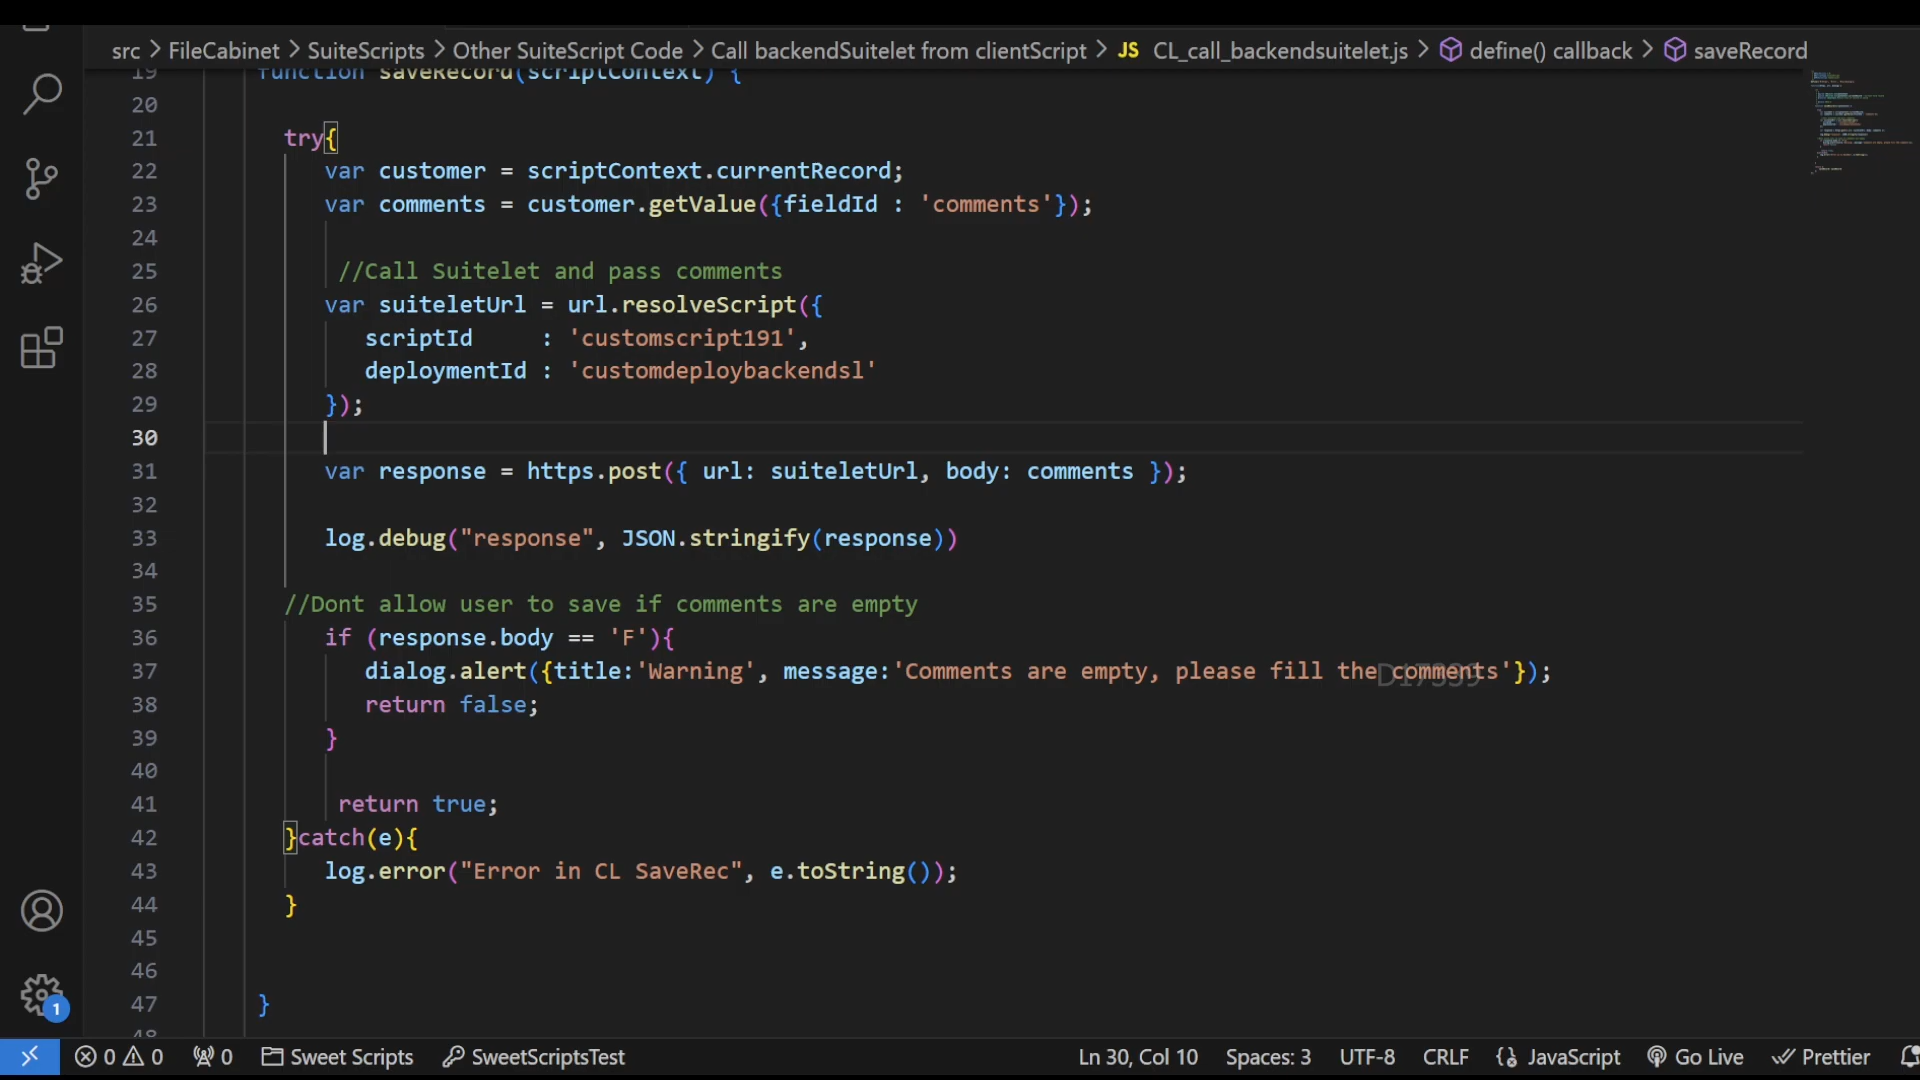 src > FileCabinet > SuiteScripts > Other SuiteScript Code > Call backendSuitelet from clientScript > JS CL_call_backendsuitelet.js > define() callback > saveRecord
19 function saveRecord(scriptContext) {
20
21 try{
22 var customer = scriptContext.currentRecord;
23 var comments = customer.getValue({fieldId : 'comments'});
24
25 //Call Suitelet and pass comments
26 var suiteletUrl = url.resolveScript({
27 scriptId : 'customscript191',
28 deploymentId : 'customdeploybackendsl'
29 });
30
31 var response = https.post({ url: suiteletUrl, body: comments });
32
33 log.debug("response", JSON.stringify(response))
34
35 //Dont allow user to save if comments are empty
36 if (response.body == 'F'){
37 dialog.alert({title:'Warning', message:'Comments are empty, please fill the comments'});
38 return false;
39 }
40
41 return true;
42 }catch(e){
43 log.error("Error in CL SaveRec", e.toString());
44 }
45
46
47 }
48
1
0 0 0 Sweet Scripts SweetScriptsTest Ln 30, Col 10 Spaces: 3 UTF-8 CRLF JavaScript Go Live Prettier